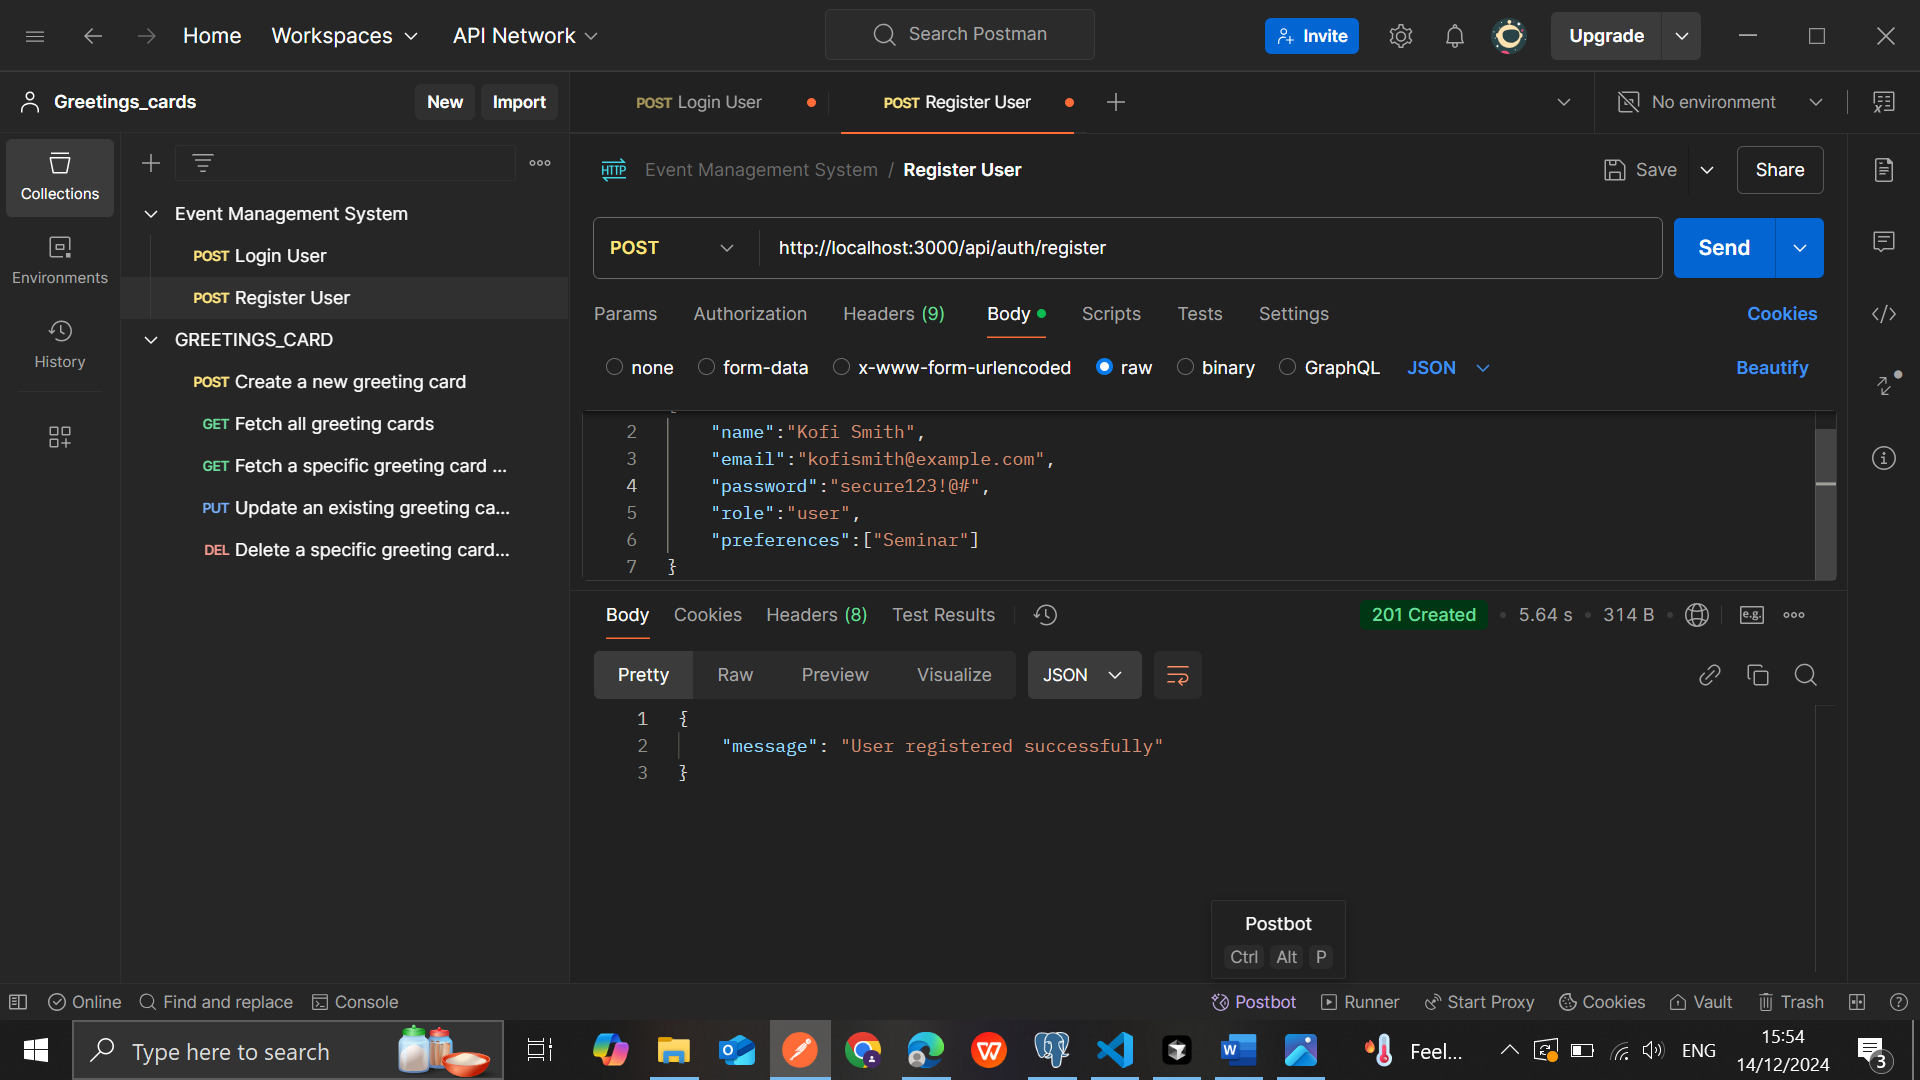 Home
Workspaces
API Network
Search Postman
Invite
Upgrade
Greetings_cards
New
Import
POST Login User
POST Register User
No environment
Collections
Environments
History
Event Management System
POST Login User
POST Register User
GREETINGS_CARD
POST Create a new greeting card
GET Fetch all greeting cards
GET Fetch a specific greeting card ...
PUT Update an existing greeting ca...
DEL Delete a specific greeting card...
HTTP Event Management System / Register User
Save
Share
POST
http://localhost:3000/api/auth/register
Send
Params
Authorization
Headers (9)
Body
Scripts
Tests
Settings
Cookies
none
form-data
x-www-form-urlencoded
raw
binary
GraphQL
JSON
Beautify
2 "name":"Kofi Smith",
3 "email":"kofismith@example.com",
4 "password":"secure123!@#",
5 "role":"user",
6 "preferences":["Seminar"]
7 }
Body
Cookies
Headers (8)
Test Results
201 Created
5.64 s
314 B
e.g.
Pretty
Raw
Preview
Visualize
JSON
1 {
2 "message": "User registered successfully"
3 }
Postbot
Ctrl Alt P
Online
Find and replace
Console
Postbot
Runner
Start Proxy
Cookies
Vault
Trash
Type here to search
Feel...
ENG
15:54
14/12/2024
3